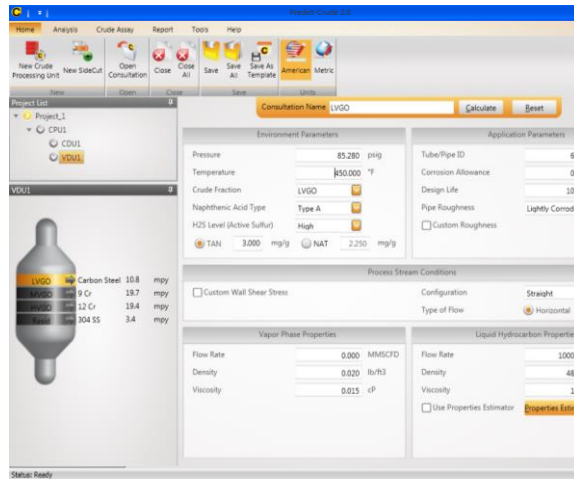 Predict-Crude 2.0
Home Analysis Crude Assay Report Tools Help
New Crude Processing Unit
New SideCut
Open Consultation
Close
Close All
Save
Save All
Save As Template
American
Metric
New Open Close Save Units
Project List
Project_1
CPU1
CDU1
VDU1
VDU1
LVGO Carbon Steel 10.8 mpy
MVGO 9 Cr 19.7 mpy
HVGO 12 Cr 19.4 mpy
Resid 304 SS 3.4 mpy
Consultation Name LVGO Calculate Reset
Environment Parameters
Pressure 85.280 psig
Temperature 450.000 °F
Crude Fraction LVGO
Naphthenic Acid Type Type A
H2S Level (Active Sulfur) High
TAN 3.000 mg/g NAT 2.250 mg/g
Application Parameters
Tube/Pipe ID 6
Corrosion Allowance 0
Design Life 10
Pipe Roughness Lightly Corrod
Custom Roughness
Process Stream Conditions
Custom Wall Shear Stress
Configuration Straight
Type of Flow Horizontal
Vapor Phase Properties
Flow Rate 0.000 MMSCFD
Density 0.020 lb/ft3
Viscosity 0.015 cP
Liquid Hydrocarbon Propertie
Flow Rate 1000
Density 48
Viscosity 1
Use Properties Estimator Properties Esti
Status: Ready